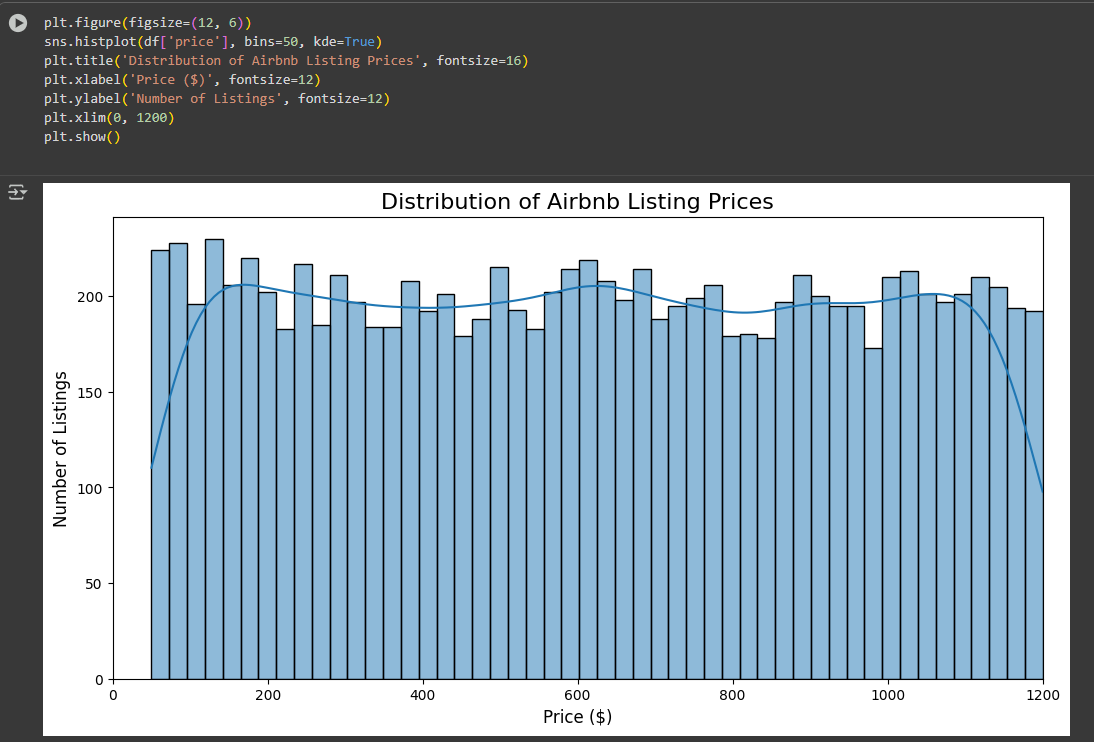 plt.figure(figsize=(12, 6))
sns.histplot(df['price'], bins=50, kde=True)
plt.title('Distribution of Airbnb Listing Prices', fontsize=16)
plt.xlabel('Price ($)', fontsize=12)
plt.ylabel('Number of Listings', fontsize=12)
plt.xlim(0, 1200)
plt.show()
Distribution of Airbnb Listing Prices
Number of Listings
200
150
100
50
0
0 200 400 600 800 1000 1200
Price ($)